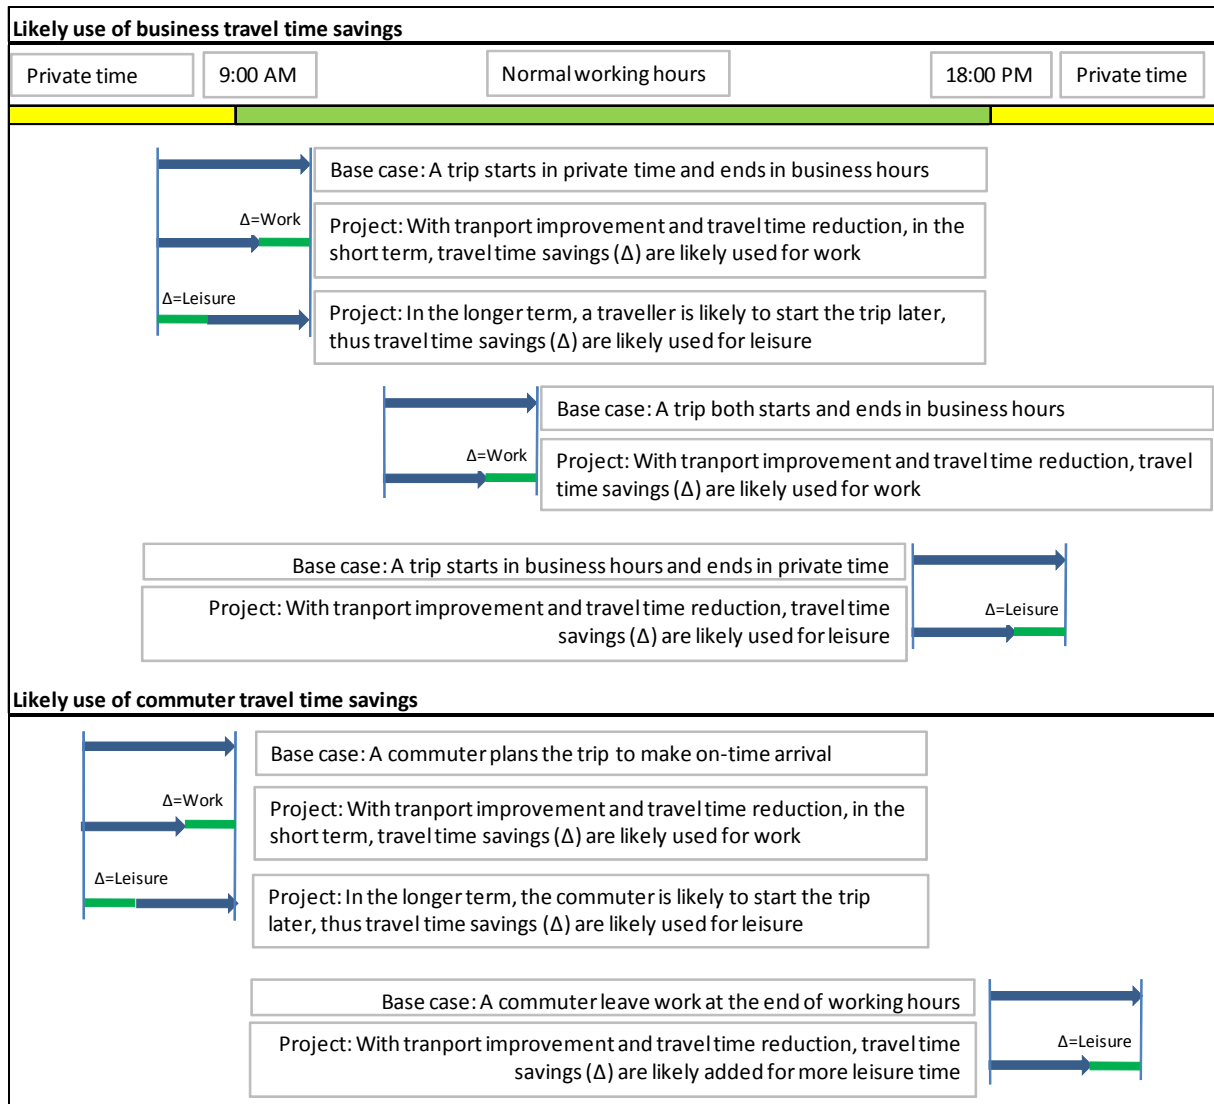 Likely use of business travel time savings
Private time
9:00 AM
Normal working hours
18:00 PM
Private time
Base case: A trip starts in private time and ends in business hours
Δ=Work
Project: With tranport improvement and travel time reduction, in the
short term, travel time savings (Δ) are likely used for work
Δ=Leisure
Project: In the longer term, a traveller is likely to start the trip later,
thus travel time savings (Δ) are likely used for leisure
Base case: A trip both starts and ends in business hours
Δ=Work
Project: With tranport improvement and travel time reduction, travel
time savings (Δ) are likely used for work
Base case: A trip starts in business hours and ends in private time
Project: With tranport improvement and travel time reduction, travel time
savings (Δ) are likely used for leisure
Δ=Leisure
Likely use of commuter travel time savings
Base case: A commuter plans the trip to make on-time arrival
Δ=Work
Project: With tranport improvement and travel time reduction, in the
short term, travel time savings (Δ) are likely used for work
Δ=Leisure
Project: In the longer term, the commuter is likely to start the trip
later, thus travel time savings (Δ) are likely used for leisure
Base case: A commuter leave work at the end of working hours
Project: With tranport improvement and travel time reduction, travel time
savings (Δ) are likely added for more leisure time
Δ=Leisure